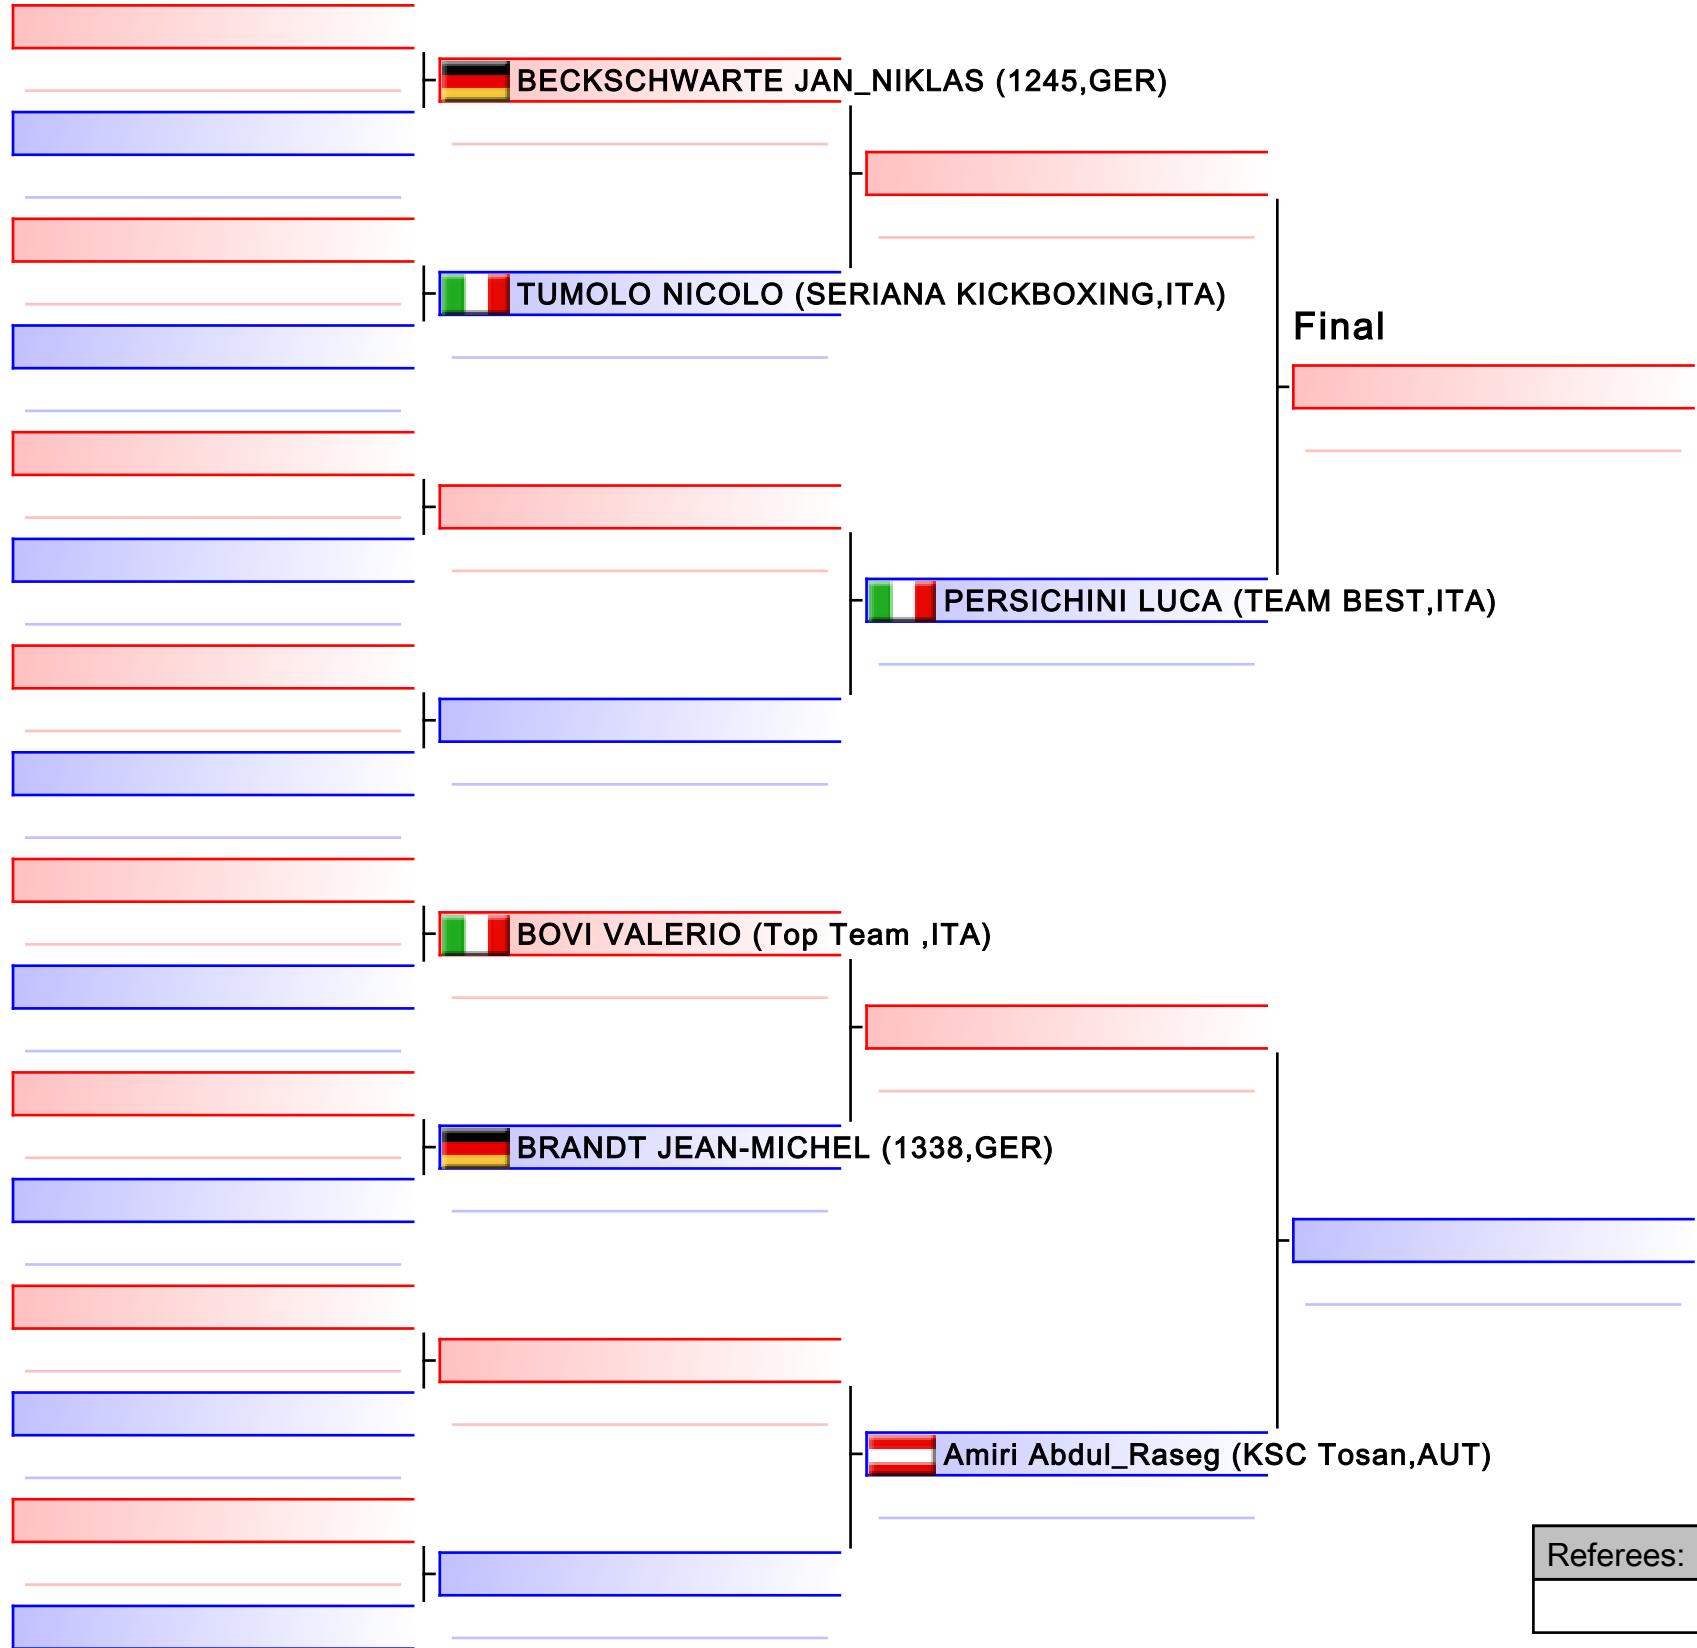 BECKSCHWARTE JAN_NIKLAS (1245,GER)
TUMOLO NICOLO (SERIANA KICKBOXING,ITA)
Final
PERSICHINI LUCA (TEAM BEST,ITA)
BOVI VALERIO (Top Team ,ITA)
BRANDT JEAN-MICHEL (1338,GER)
Amiri Abdul_Raseg (KSC Tosan,AUT)
Referees: